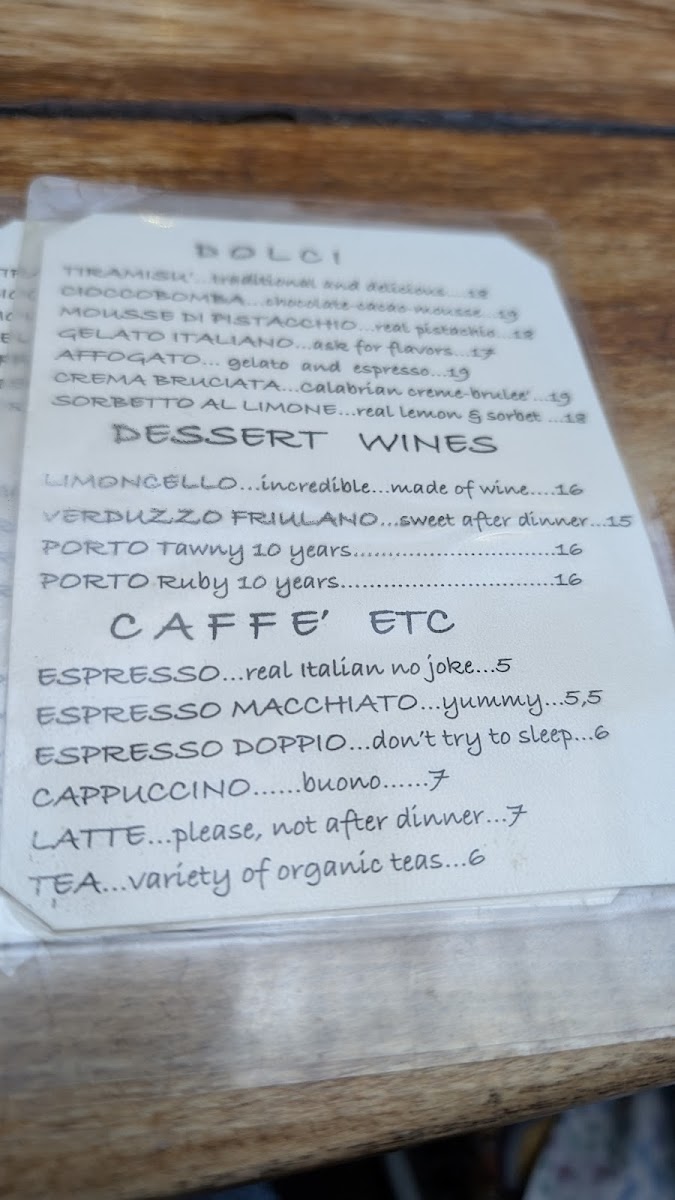 DOLCI
TIRAMISU'...traditional and delicious...19
CIOCCOBOMBA...chocolate cacao mousse...19
MOUSSE DI PISTACCHIO...real pistachio...18
GELATO ITALIANO...ask for flavors...17
AFFOGATO... gelato and espresso...19
CREMA BRUCIATA...calabrian creme brulee'...19
SORBETTO AL LIMONE...real lemon & sorbet ...18
DESSERT WINES
LIMONCELLO...incredible...made of wine....16
VERDUZZO FRIULANO...sweet after dinner...15
PORTO Tawny 10 years..............................16
PORTO Ruby 10 years................................16
CAFFE' ETC
ESPRESSO...real Italian no joke...5
ESPRESSO MACCHIATO...yummy...5,5
ESPRESSO DOPPIO...don't try to sleep...6
CAPPUCCINO......buono......7
LATTE...please, not after dinner...7
TEA...variety of organic teas...6